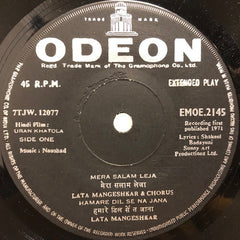 TRADE MARK
ODEON
Regd. Trade Mark of The Gramophone Co. Ltd.
45 R.P.M.
EXTENDED PLAY
7TJW. 12077
EMOE.2145
Hindi Film :
URAN KHATOLA
SIDE ONE
Music : Naushad
Recording first
published 1971
Lyrics : Shakeel
Badayuni
Sunny Art
Productions Ltd.
MERA SALAM LEJA
मेरा सलाम लेजा
LATA MANGESHKAR & CHORUS
HAMARE DIL SE NA JANA
हमारे दिल से न जाना
LATA MANGESHKAR